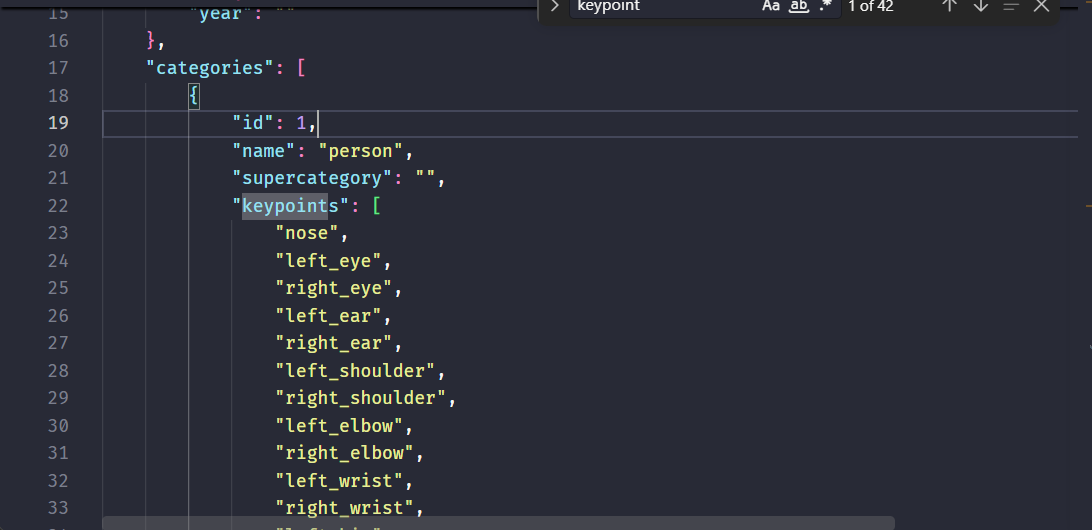 keypoint Aa ab .* 1 of 42
15 "year": ""
16 },
17 "categories": [
18 {
19 "id": 1,
20 "name": "person",
21 "supercategory": "",
22 "keypoints": [
23 "nose",
24 "left_eye",
25 "right_eye",
26 "left_ear",
27 "right_ear",
28 "left_shoulder",
29 "right_shoulder",
30 "left_elbow",
31 "right_elbow",
32 "left_wrist",
33 "right_wrist",